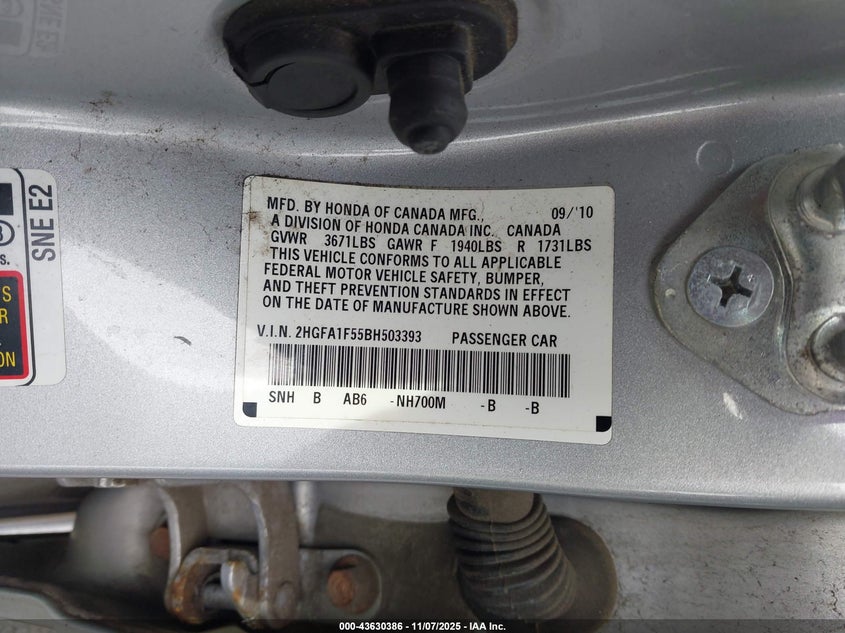 MFD. BY HONDA OF CANADA MFG., 09/'10
A DIVISION OF HONDA CANADA INC. CANADA
GVWR 3671LBS GAWR F 1940LBS R 1731LBS
THIS VEHICLE CONFORMS TO ALL APPLICABLE
FEDERAL MOTOR VEHICLE SAFETY, BUMPER,
AND THEFT PREVENTION STANDARDS IN EFFECT
ON THE DATE OF MANUFACTURE SHOWN ABOVE.
V.I.N. 2HGFA1F55BH503393 PASSENGER CAR
SNH B AB6 -NH700M -B -B
SNE E2
S.
S
R
ION
000-43630386 - 11/07/2025 - IAA Inc.